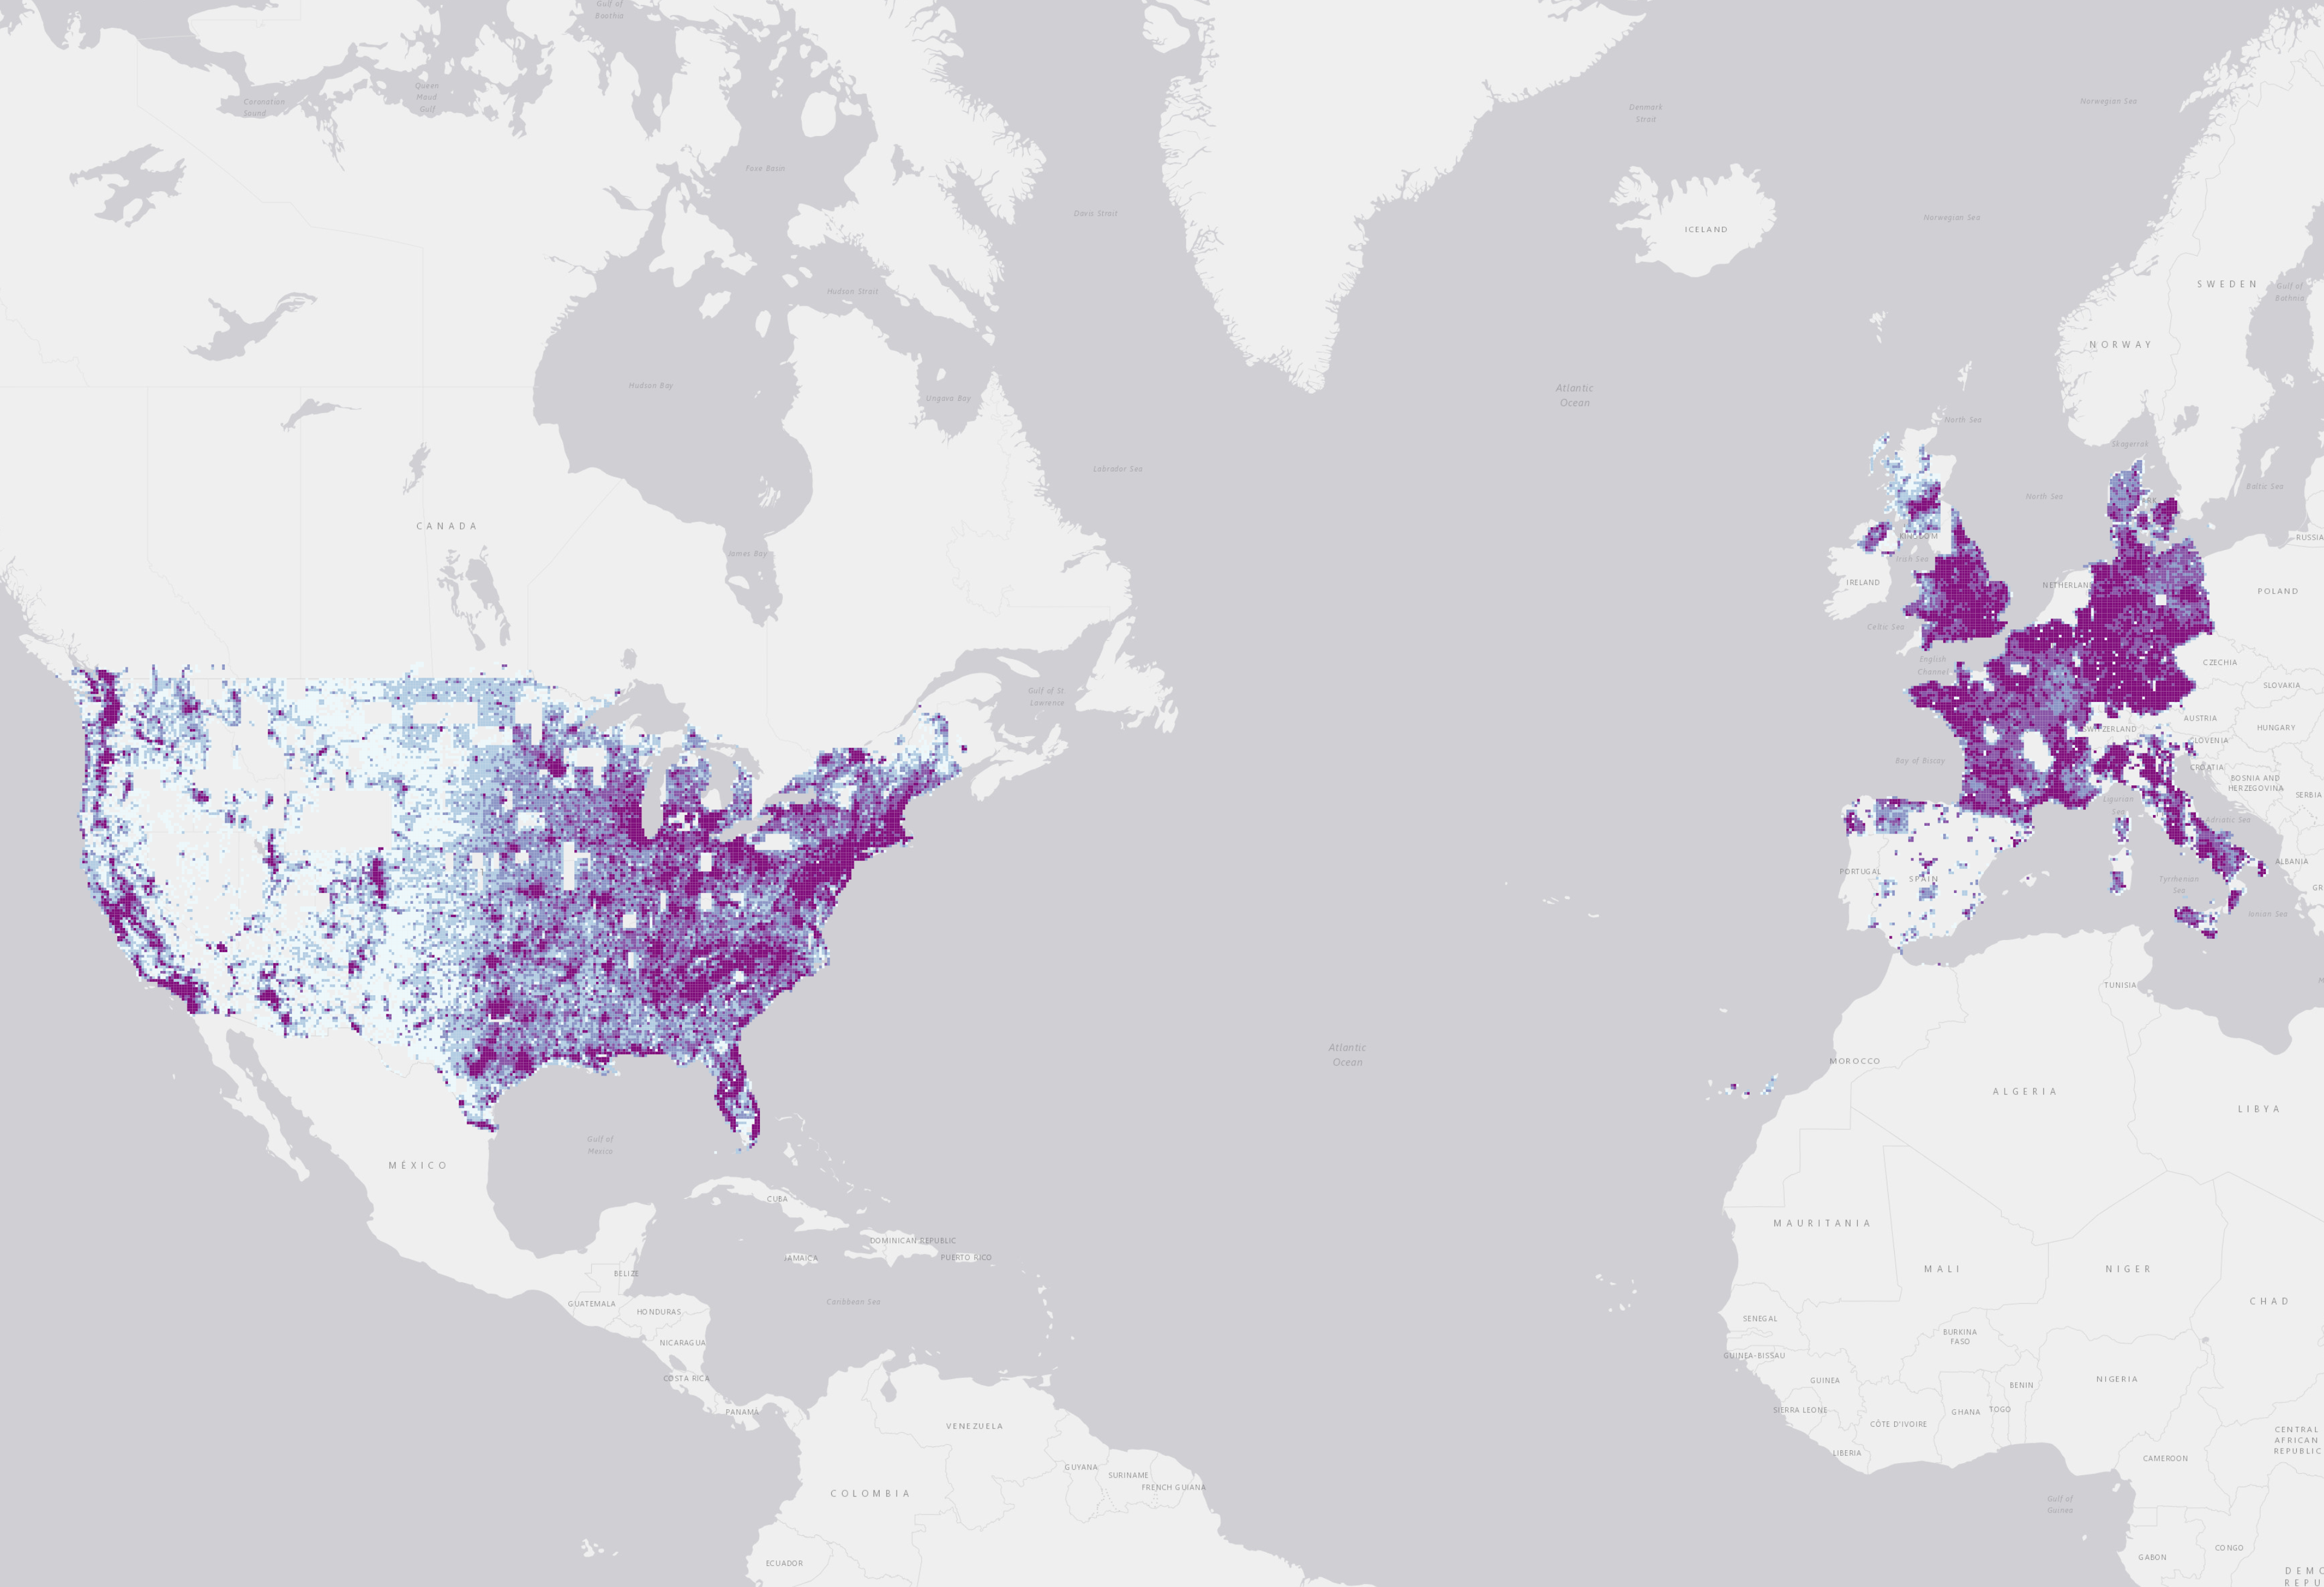 Gulf of
Boothia
Queen
Maud
Gulf
Coronation
Sound
Denmark
Strait
Norwegian Sea
Foxe Basin
Davis Strait
Norwegian Sea
ICELAND
SWEDEN
Gulf of
Bothnia
Hudson Strait
NORWAY
Hudson Bay
Ungava Bay
Atlantic
Ocean
North Sea
Skagerrak
Labrador Sea
Baltic Sea
North Sea
CANADA
KINGDOM
RUSSIA
James Bay
Irish Sea
IRELAND
NETHERLAN
POLAND
Celtic Sea
English
Channel
CZECHIA
SLOVAKIA
Gulf of St
Lawrence
AUSTRIA
HUNGARY
SWITZERLAND
SLOVENIA
Bay of Biscay
CROATIA
BOSNIA AND
HERZEGOVINA
SERBIA
Ligurian
Adriatic Sea
ALBANIA
PORTUGAL
SPAIN
Tyrrhenian
Sea
GR
Ionian Sea
TUNISIA
Atlantic
Ocean
MOROCCO
ALGERIA
LIBYA
Gulf of
Mexico
MÉXICO
CUBA
MAURITANIA
DOMINICAN REPUBLIC
JAMAICA
PUERTO RICO
BELIZE
MALI
NIGER
CHAD
GUATEMALA
HONDURAS
Caribbean Sea
SENEGAL
NICARAGUA
BURKINA
FASO
GUINEA-BISSAU
COSTA RICA
GUINEA
BENIN
NIGERIA
PANAMA
SIERRA LEONE
GHANA
TOGO
VENEZUELA
CÔTE D'IVOIRE
CENTRAL
AFRICAN
REPUBLIC
LIBERIA
CAMEROON
GUYANA
SURINAME
FRENCH GUIANA
COLOMBIA
Gulf of
Guinea
ECUADOR
GABON
CONGO
DEMO
REPU